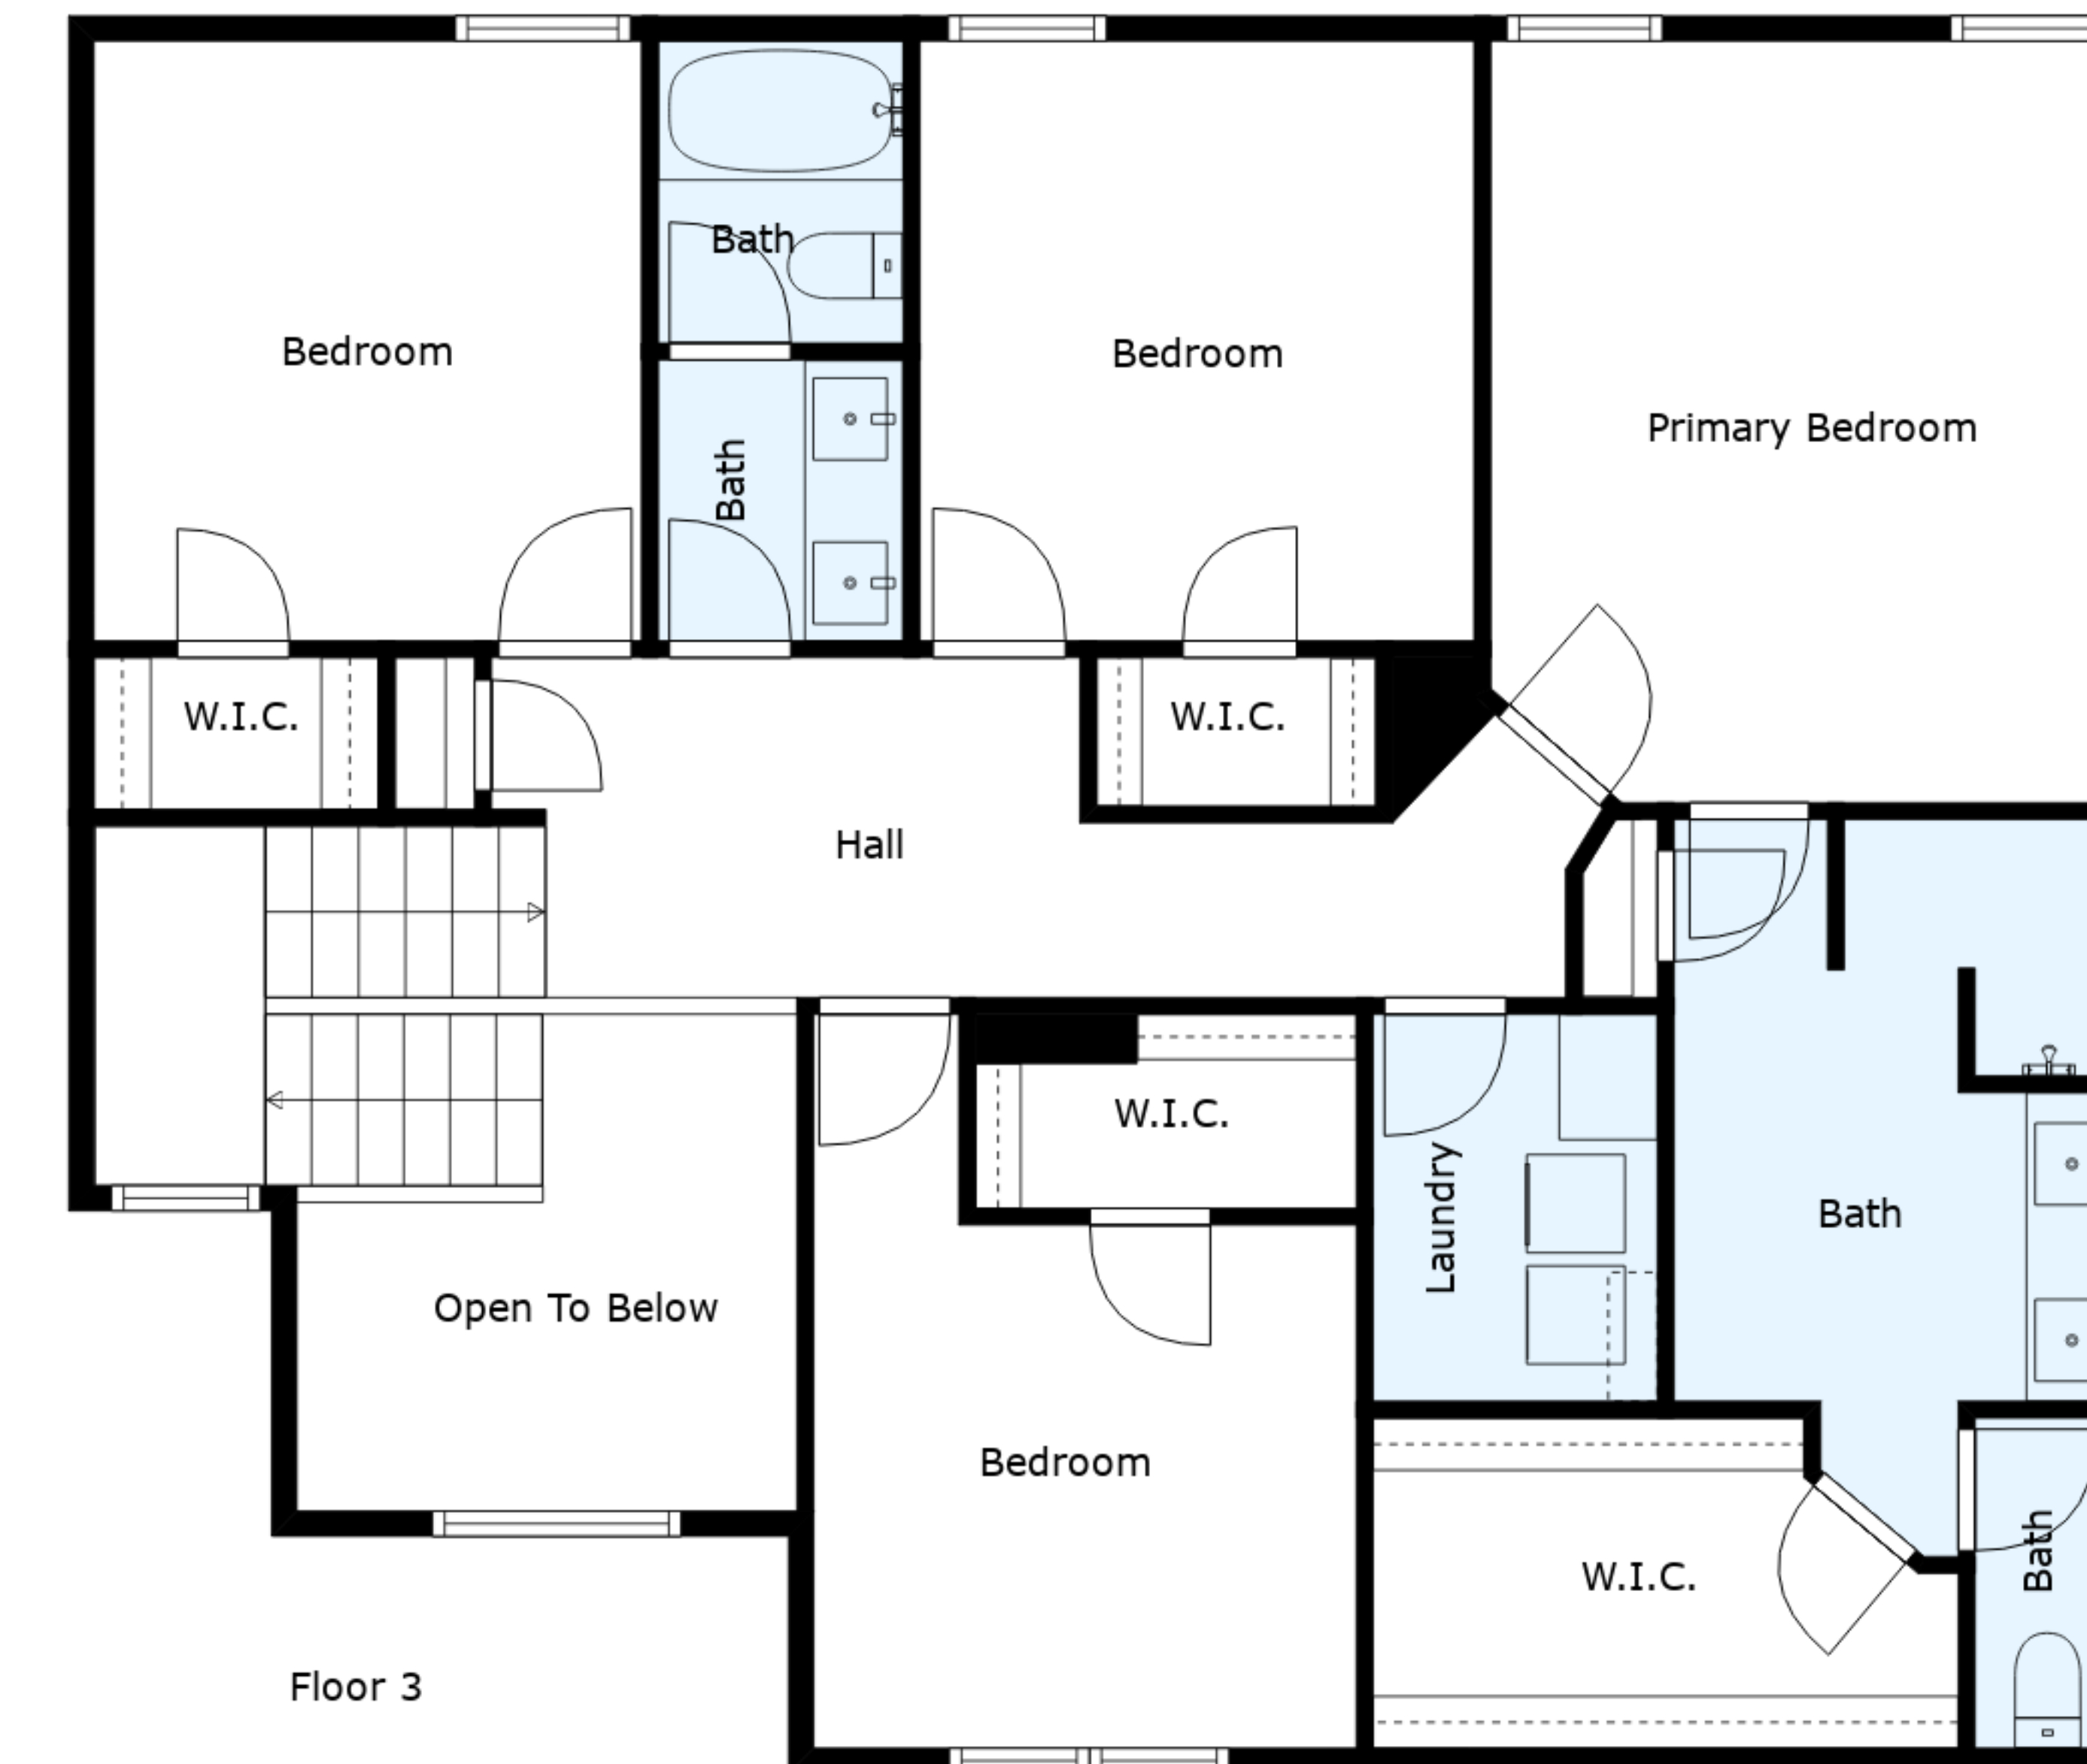 Bath
Bedroom
Bedroom
Primary Bedroom
Bath
W.I.C.
W.I.C.
Hall
W.I.C.
Laundry
Bath
Open To Below
Bedroom
Bath
W.I.C.
Floor 3